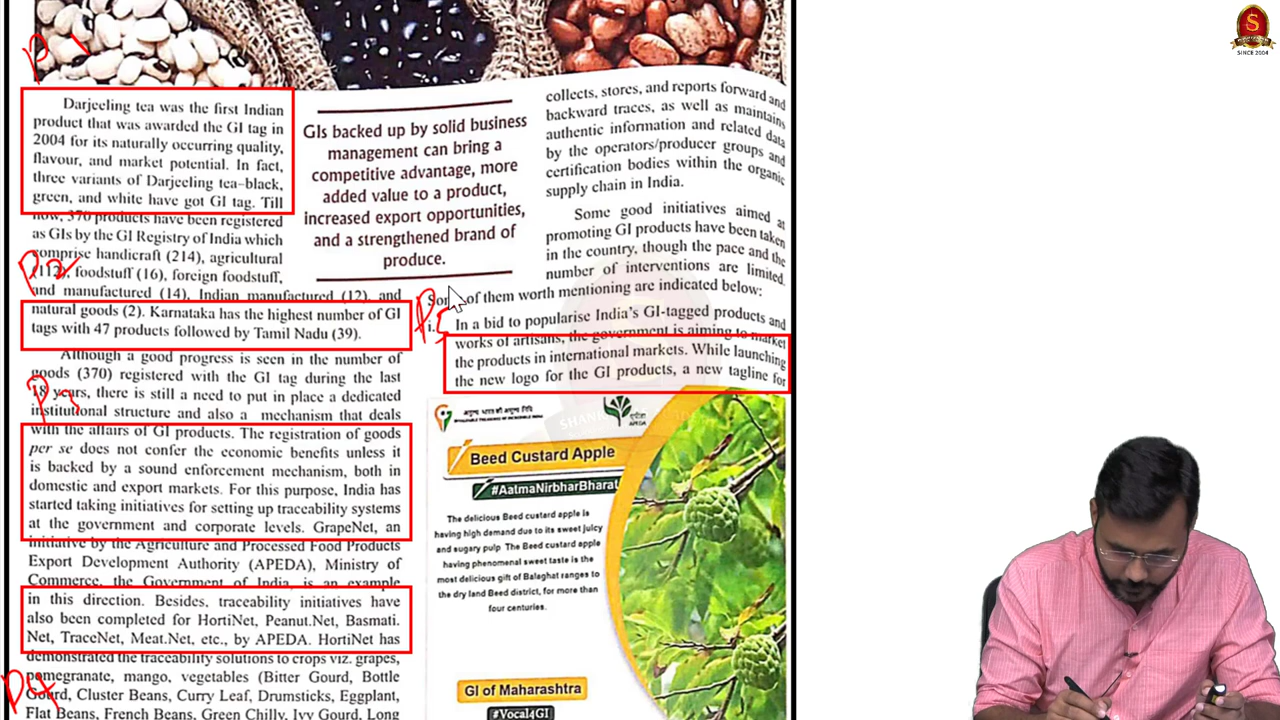 P1
Darjeeling tea was the first Indian
product that was awarded the GI tag in
2004 for its naturally occurring quality,
flavour, and market potential. In fact,
three variants of Darjeeling tea–black,
green, and white have got GI tag. Till
now, 370 products have been registered
as GIs by the GI Registry of India which
comprise handicraft (214), agricultural
(112), foodstuff (16), foreign foodstuff,
and manufactured (14), Indian manufactured (12), and
natural goods (2). Karnataka has the highest number of GI
tags with 47 products followed by Tamil Nadu (39).
P2
Although a good progress is seen in the number of
goods (370) registered with the GI tag during the last
18 years, there is still a need to put in place a dedicated
institutional structure and also a mechanism that deals
with the affairs of GI products. The registration of goods
per se does not confer the economic benefits unless it
is backed by a sound enforcement mechanism, both in
domestic and export markets. For this purpose, India has
started taking initiatives for setting up traceability systems
at the government and corporate levels. GrapeNet, an
initiative by the Agriculture and Processed Food Products
Export Development Authority (APEDA), Ministry of
Commerce, the Government of India, is an example
in this direction. Besides, traceability initiatives have
also been completed for HortiNet, Peanut.Net, Basmati.
Net, TraceNet, Meat.Net, etc., by APEDA. HortiNet has
demonstrated the traceability solutions to crops viz. grapes,
pomegranate, mango, vegetables (Bitter Gourd, Bottle
Gourd, Cluster Beans, Curry Leaf, Drumsticks, Eggplant,
Flat Beans, French Beans, Green Chilly, Ivy Gourd, Long
P3
P4
GIs backed up by solid business
management can bring a
competitive advantage, more
added value to a product,
increased export opportunities,
and a strengthened brand of
produce.
collects, stores, and reports forward and
backward traces, as well as maintains
authentic information and related data
by the operators/producer groups and
certification bodies within the organic
supply chain in India.
Some good initiatives aimed at
promoting GI products have been taken
in the country, though the pace and the
number of interventions are limited.
Some of them worth mentioning are indicated below:
P5
i. In a bid to popularise India's GI-tagged products and
works of artisans, the government is aiming to market
the products in international markets. While launching
the new logo for the GI products, a new tagline for
अतुल्य भारत की अमूल्य निधि
INVALUABLE TREASURES OF INCREDIBLE INDIA
एपीडा
APEDA
Beed Custard Apple
#AatmaNirbharBharat
The delicious Beed custard apple is
having high demand due to its sweet juicy
and sugary pulp The Beed custard apple
having phenomenal sweet taste is the
most delicious gift of Balaghat ranges to
the dry land Beed district, for more than
four centuries.
GI of Maharashtra
#Vocal4GI
S
SINCE 2004